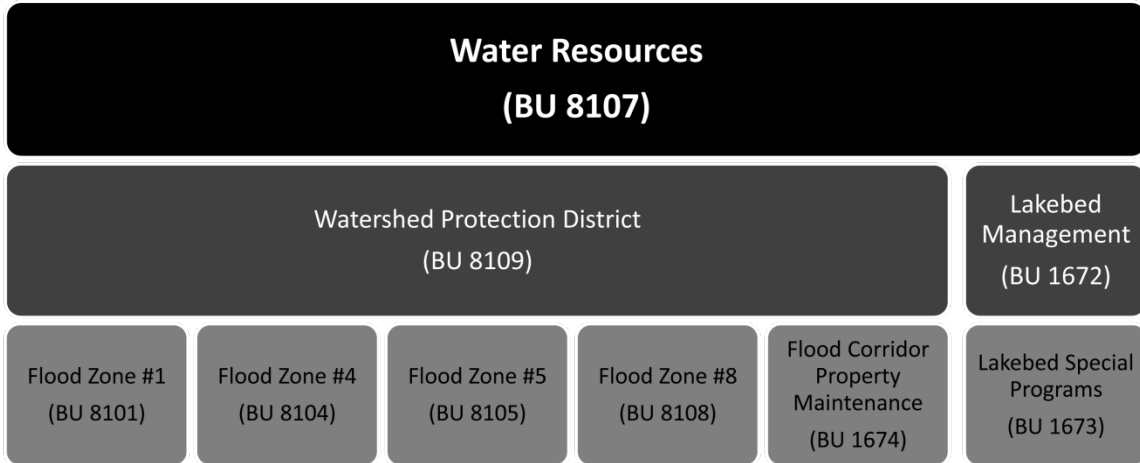 Water Resources
(BU 8107)
Watershed Protection District
(BU 8109)
Lakebed
Management
(BU 1672)
Flood Zone #1
(BU 8101)
Flood Zone #4
(BU 8104)
Flood Zone #5
(BU 8105)
Flood Zone #8
(BU 8108)
Flood Corridor
Property
Maintenance
(BU 1674)
Lakebed Special
Programs
(BU 1673)